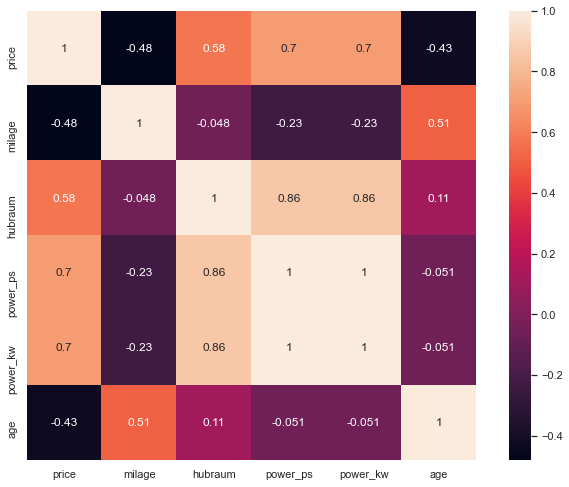 price 1 -0.48 0.58 0.7 0.7 -0.43
milage -0.48 1 -0.048 -0.23 -0.23 0.51
hubraum 0.58 -0.048 1 0.86 0.86 0.11
power_ps 0.7 -0.23 0.86 1 1 -0.051
power_kw 0.7 -0.23 0.86 1 1 -0.051
age -0.43 0.51 0.11 -0.051 -0.051 1
price milage hubraum power_ps power_kw age
1.0
0.8
0.6
0.4
0.2
0.0
-0.2
-0.4